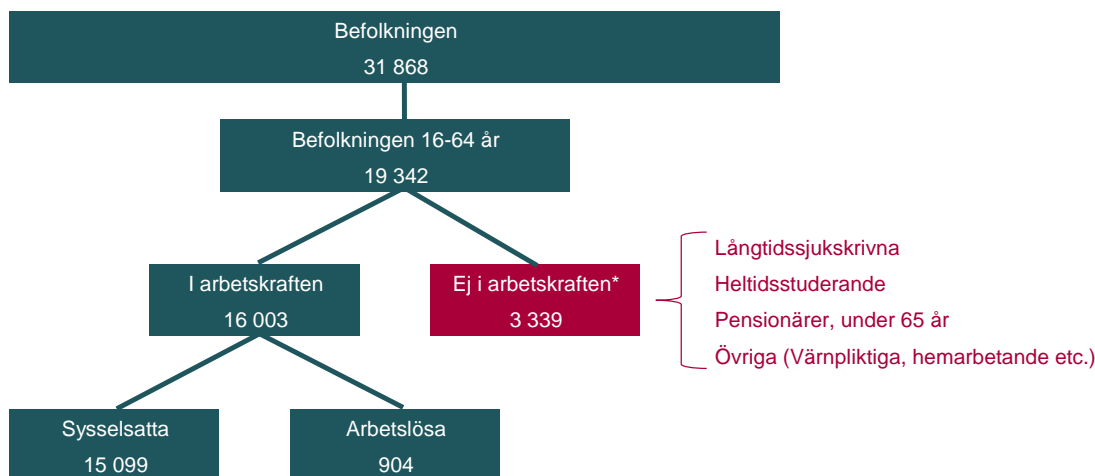 Befolkningen
31 868
Befolkningen 16-64 år
19 342
I arbetskraften
16 003
Ej i arbetskraften*
3 339
Långtidssjukskrivna
Heltidsstuderande
Pensionärer, under 65 år
Övriga (Värnpliktiga, hemarbetande etc.)
Sysselsatta
15 099
Arbetslösa
904